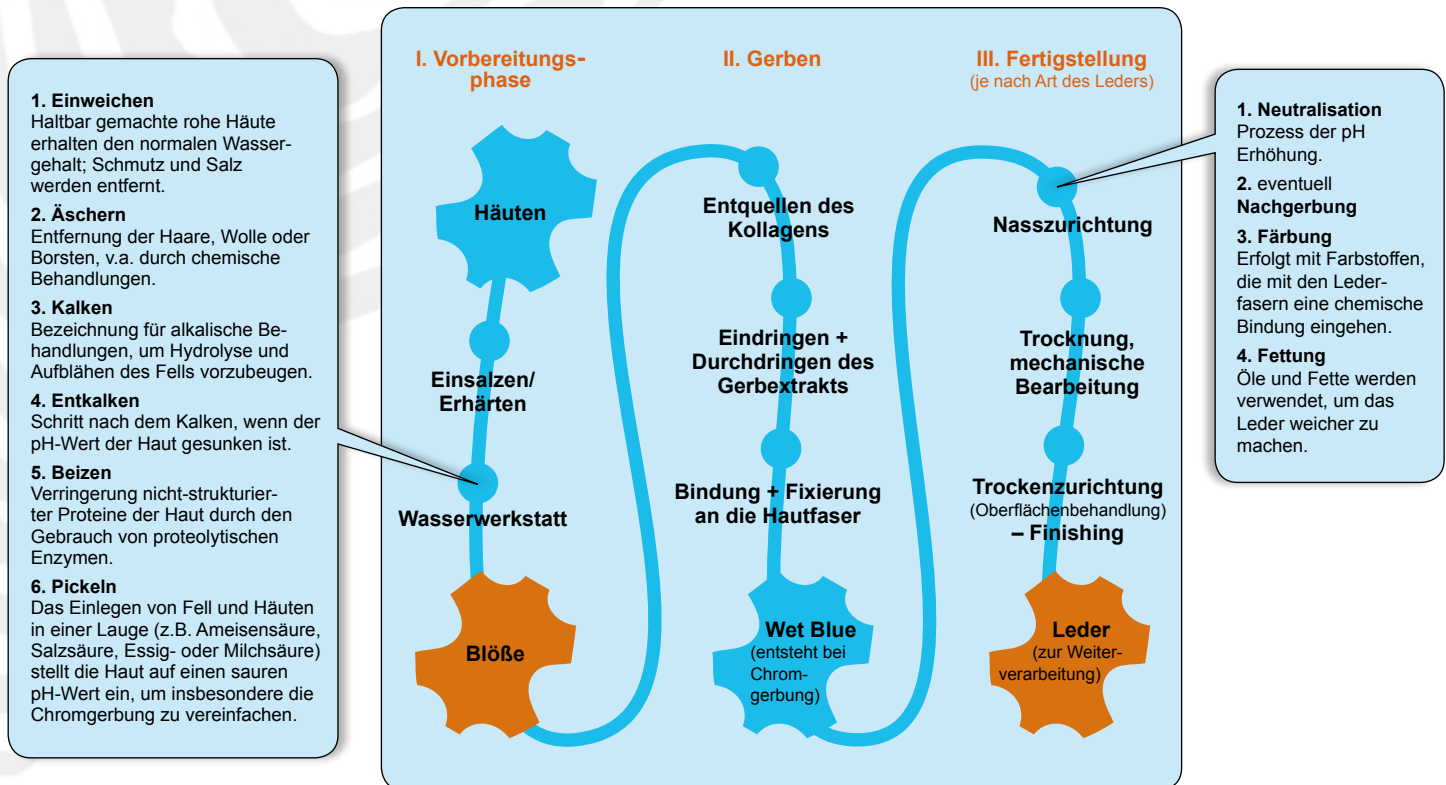 1. Einweichen
Haltbar gemachte rohe Häute
erhalten den normalen Wasser-
gehalt; Schmutz und Salz
werden entfernt.
2. Äschern
Entfernung der Haare, Wolle oder
Borsten, v.a. durch chemische
Behandlungen.
3. Kalken
Bezeichnung für alkalische Be-
handlungen, um Hydrolyse und
Aufblähen des Fells vorzubeugen.
4. Entkalken
Schritt nach dem Kalken, wenn der
pH-Wert der Haut gesunken ist.
5. Beizen
Verringerung nicht-strukturier-
ter Proteine der Haut durch den
Gebrauch von proteolytischen
Enzymen.
6. Pickeln
Das Einlegen von Fell und Häuten
in einer Lauge (z.B. Ameisensäure,
Salzsäure, Essig- oder Milchsäure)
stellt die Haut auf einen sauren
pH-Wert ein, um insbesondere die
Chromgerbung zu vereinfachen.
I. Vorbereitungs-
phase
Häuten
Einsalzen/
Erhärten
Wasserwerkstatt
Blöße
II. Gerben
Entquellen des
Kollagens
Eindringen +
Durchdringen des
Gerbextrakts
Bindung + Fixierung
an die Hautfaser
Wet Blue
(entsteht bei
Chrom-
gerbung)
III. Fertigstellung
(je nach Art des Leders)
Nasszurichtung
Trocknung,
mechanische
Bearbeitung
Trockenzurichtung
(Oberflächenbehandlung)
– Finishing
Leder
(zur Weiter-
verarbeitung)
1. Neutralisation
Prozess der pH
Erhöhung.
2. eventuell
Nachgerbung
3. Färbung
Erfolgt mit Farbstoffen,
die mit den Leder-
fasern eine chemische
Bindung eingehen.
4. Fettung
Öle und Fette werden
verwendet, um das
Leder weicher zu
machen.